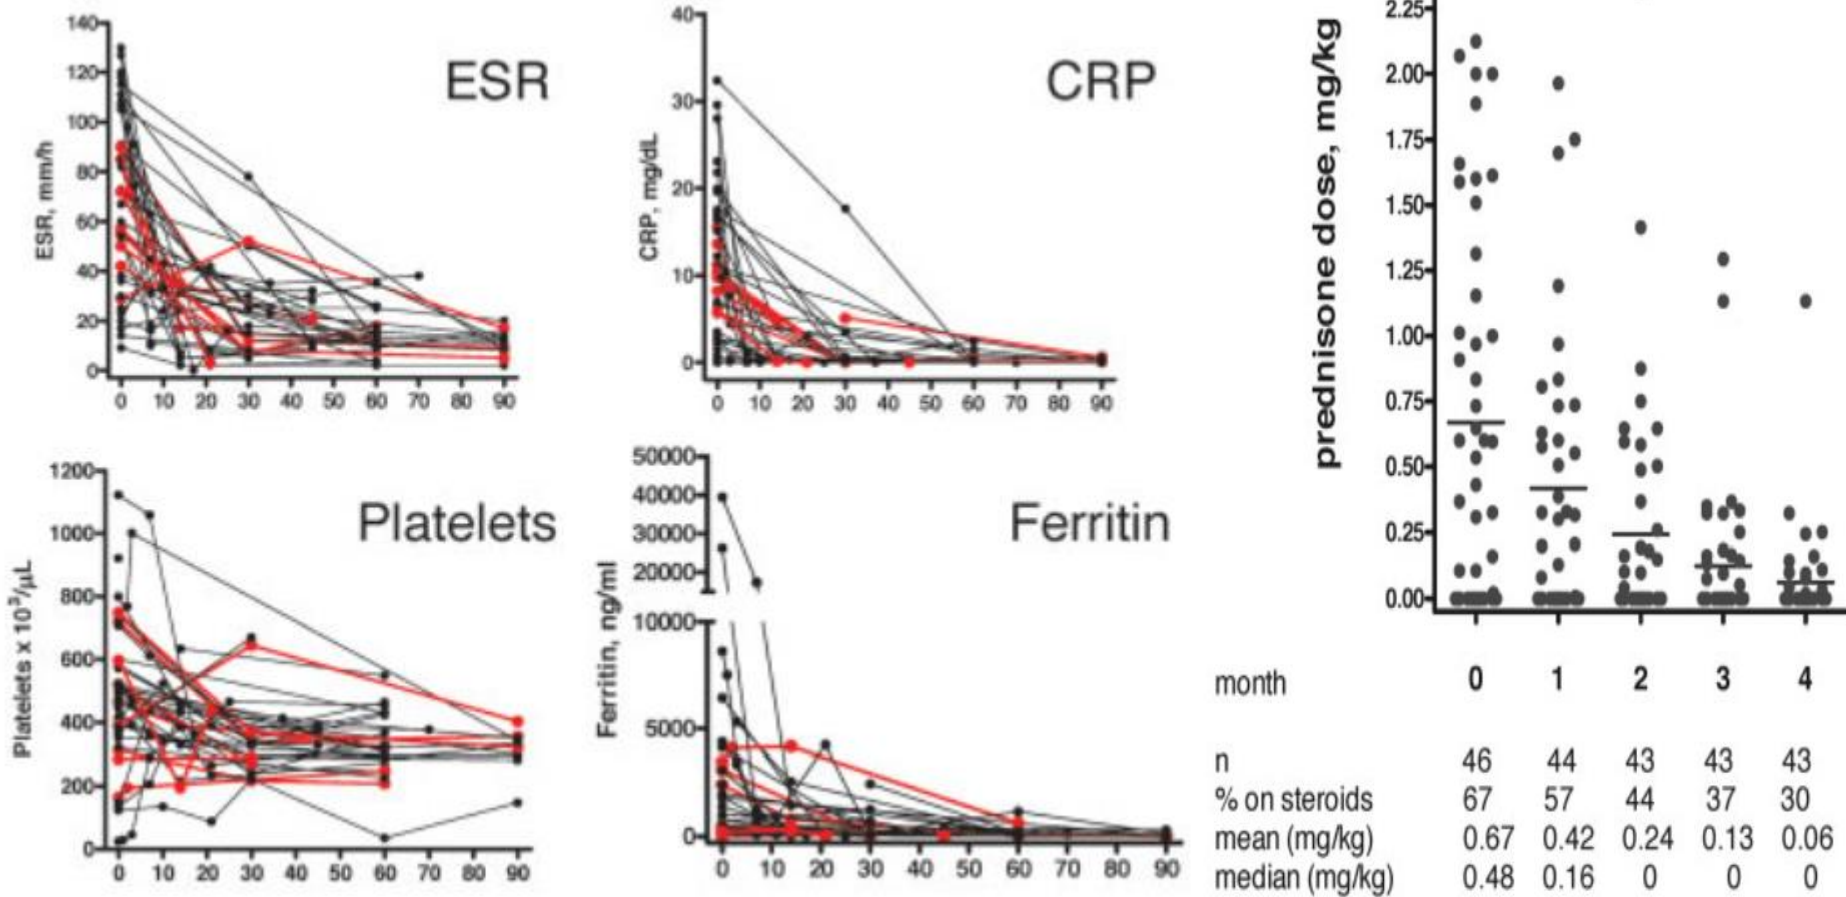 ESR
ESR, mm/h
140
120
100
80
60
40
20
0
0 10 20 30 40 50 60 70 80 90
CRP
CRP, mg/dL
40
30
20
10
0
0 10 20 30 40 50 60 70 80 90
Platelets
Platelets x 10³/µL
1200
1000
800
600
400
200
0
0 10 20 30 40 50 60 70 80 90
Ferritin
Ferritin, ng/ml
50000
40000
30000
20000
10000
5000
0
0 10 20 30 40 50 60 70 80 90
prednisone dose, mg/kg
2.25
2.00
1.75
1.50
1.25
1.00
0.75
0.50
0.25
0.00
month 0 1 2 3 4
n 46 44 43 43 43
% on steroids 67 57 44 37 30
mean (mg/kg) 0.67 0.42 0.24 0.13 0.06
median (mg/kg) 0.48 0.16 0 0 0